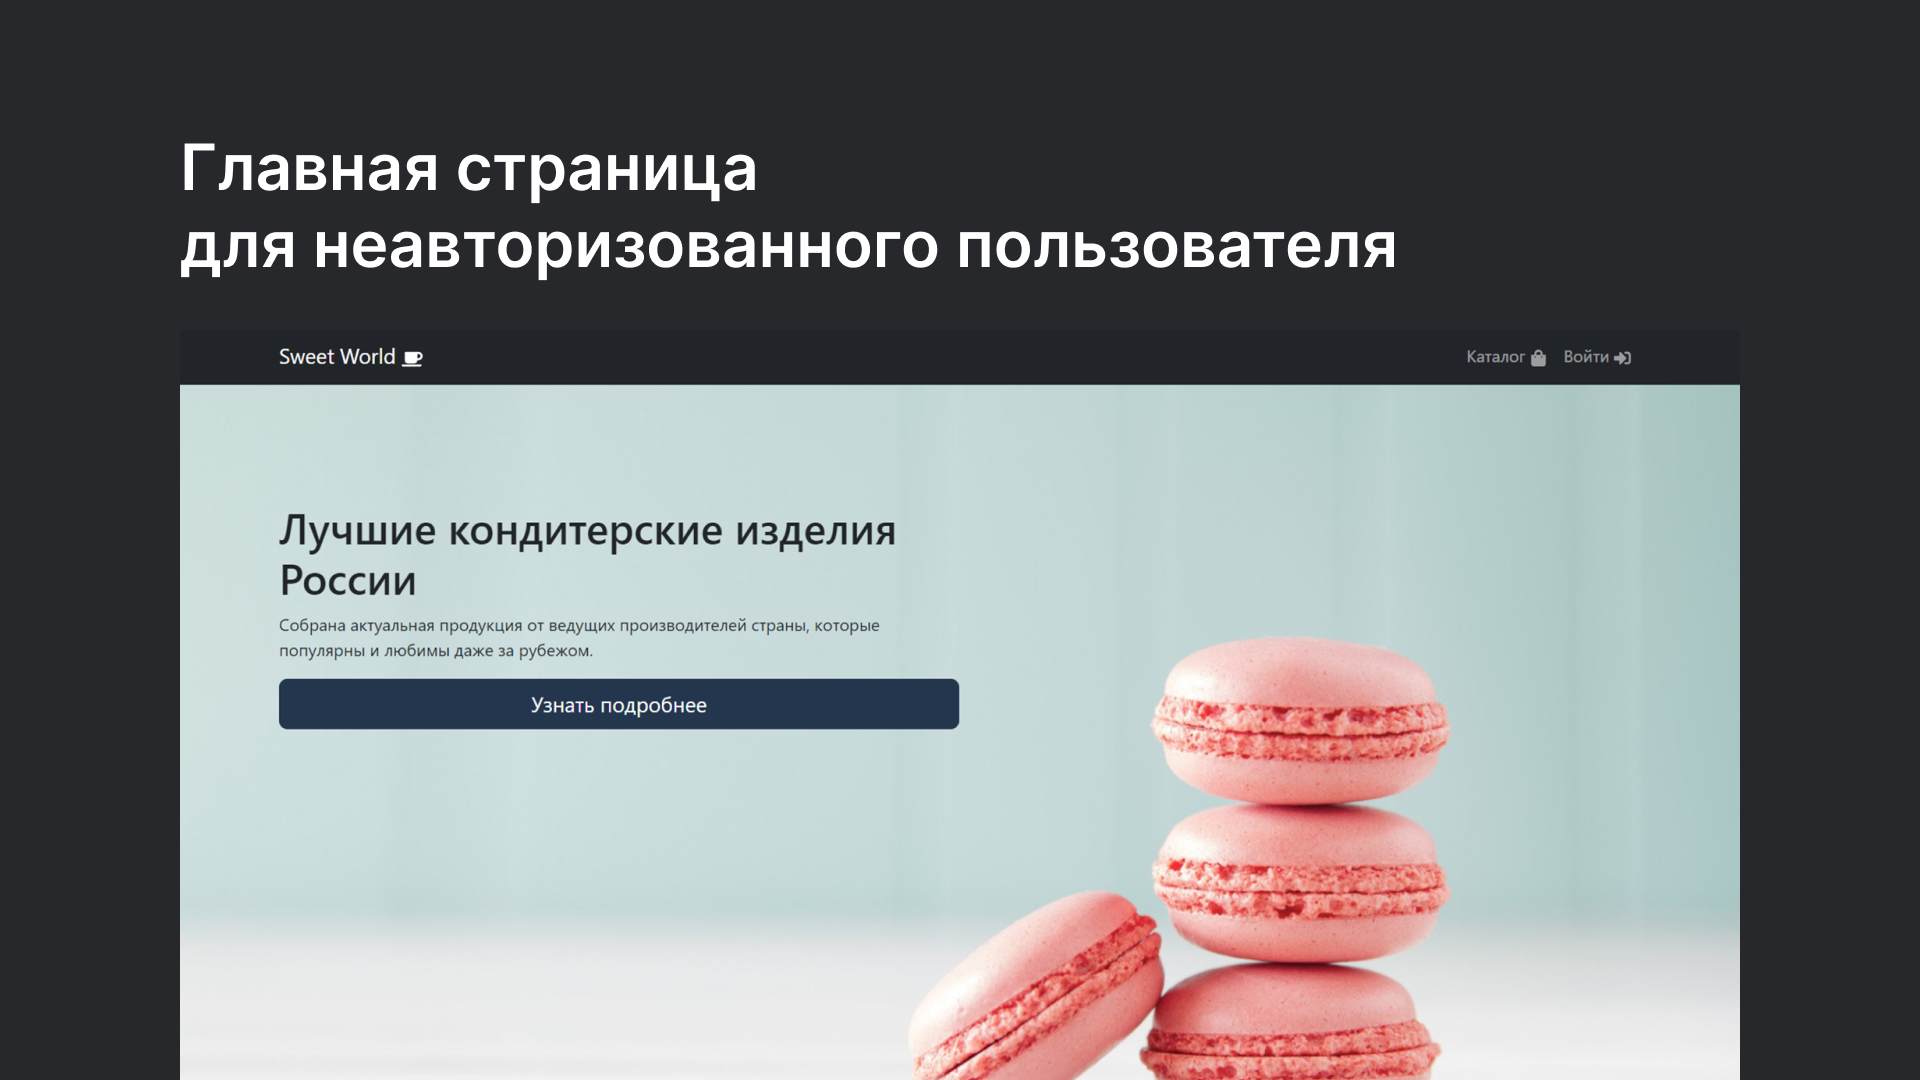 Главная страница
для неавторизованного пользователя
Sweet World
Каталог
Войти
Лучшие кондитерские изделия
России
Собрана актуальная продукция от ведущих производителей страны, которые
популярны и любимы даже за рубежом.
Узнать подробнее